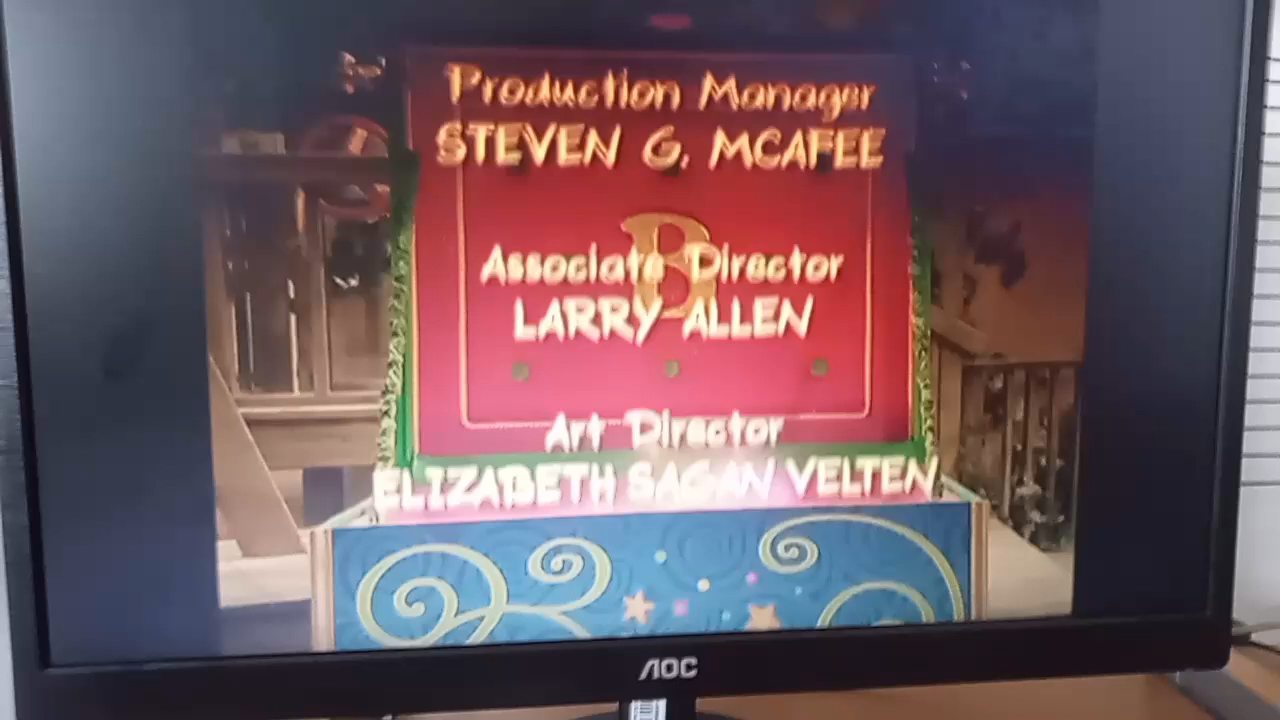 Production Manager
STEVEN G. MCAFEE
B
Associate Director
LARRY ALLEN
Art Director
ELIZABETH SAGAN VELTEN
AOC